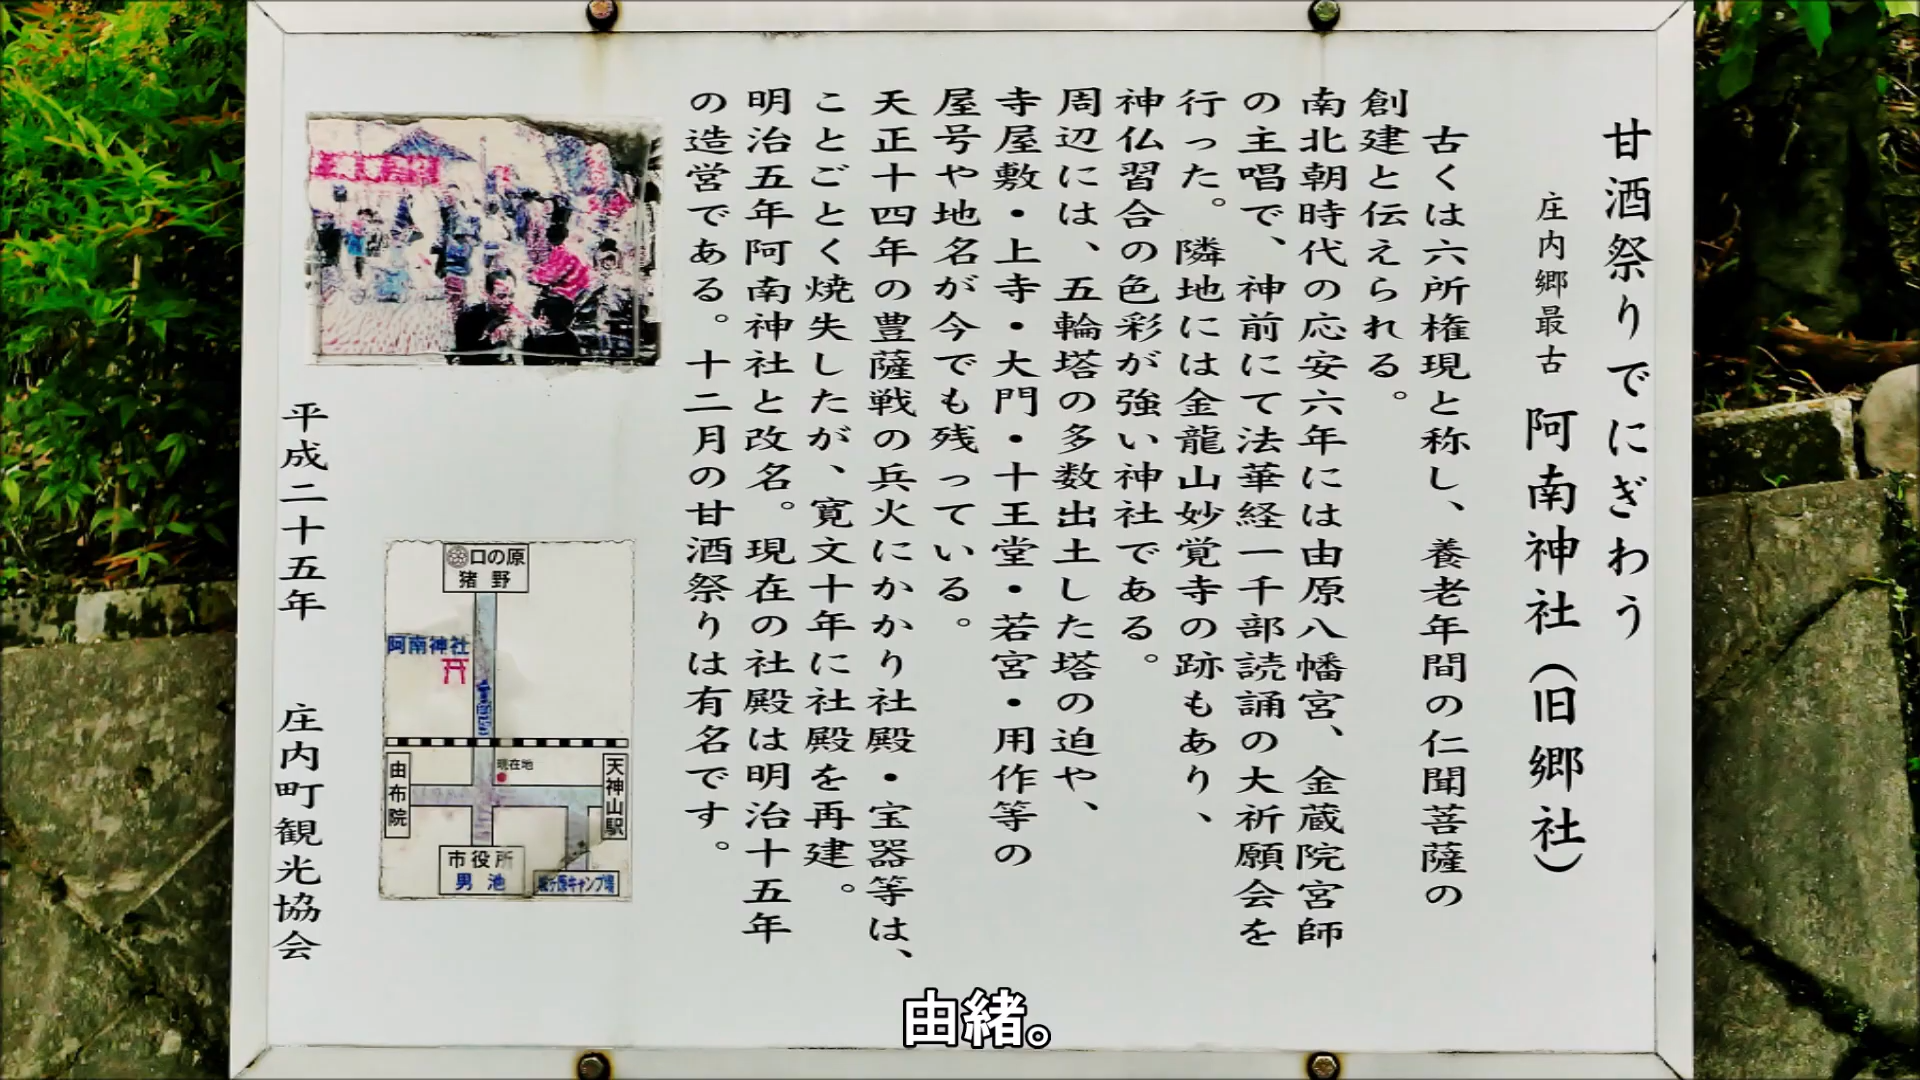 甘酒祭りでにぎわう
庄内郷最古 阿南神社（旧郷社）
古くは六所権現と称し、養老年間の仁聞菩薩の
創建と伝えられる。
南北朝時代の応安六年には由原八幡宮、金蔵院宮師
の主唱で、神前にて法華経一千部読誦の大祈願会を
行った。隣地には金龍山妙覚寺の跡もあり、
神仏習合の色彩が強い神社である。
周辺には、五輪塔の多数出土した塔の迫や、
寺屋敷・上寺・大門・十王堂・若宮・用作等の
屋号や地名が今でも残っている。
天正十四年の豊薩戦の兵火にかかり社殿・宝器等は、
ことごとく焼失したが、寛文十年に社殿を再建。
明治五年阿南神社と改名。現在の社殿は明治十五年
の造営である。十二月の甘酒祭りは有名です。
口の原
猪野
阿南神社
現在地
由布院
天神山駅
市役所
男池
原キャンプ場
平成二十五年 庄内町観光協会
由緒。